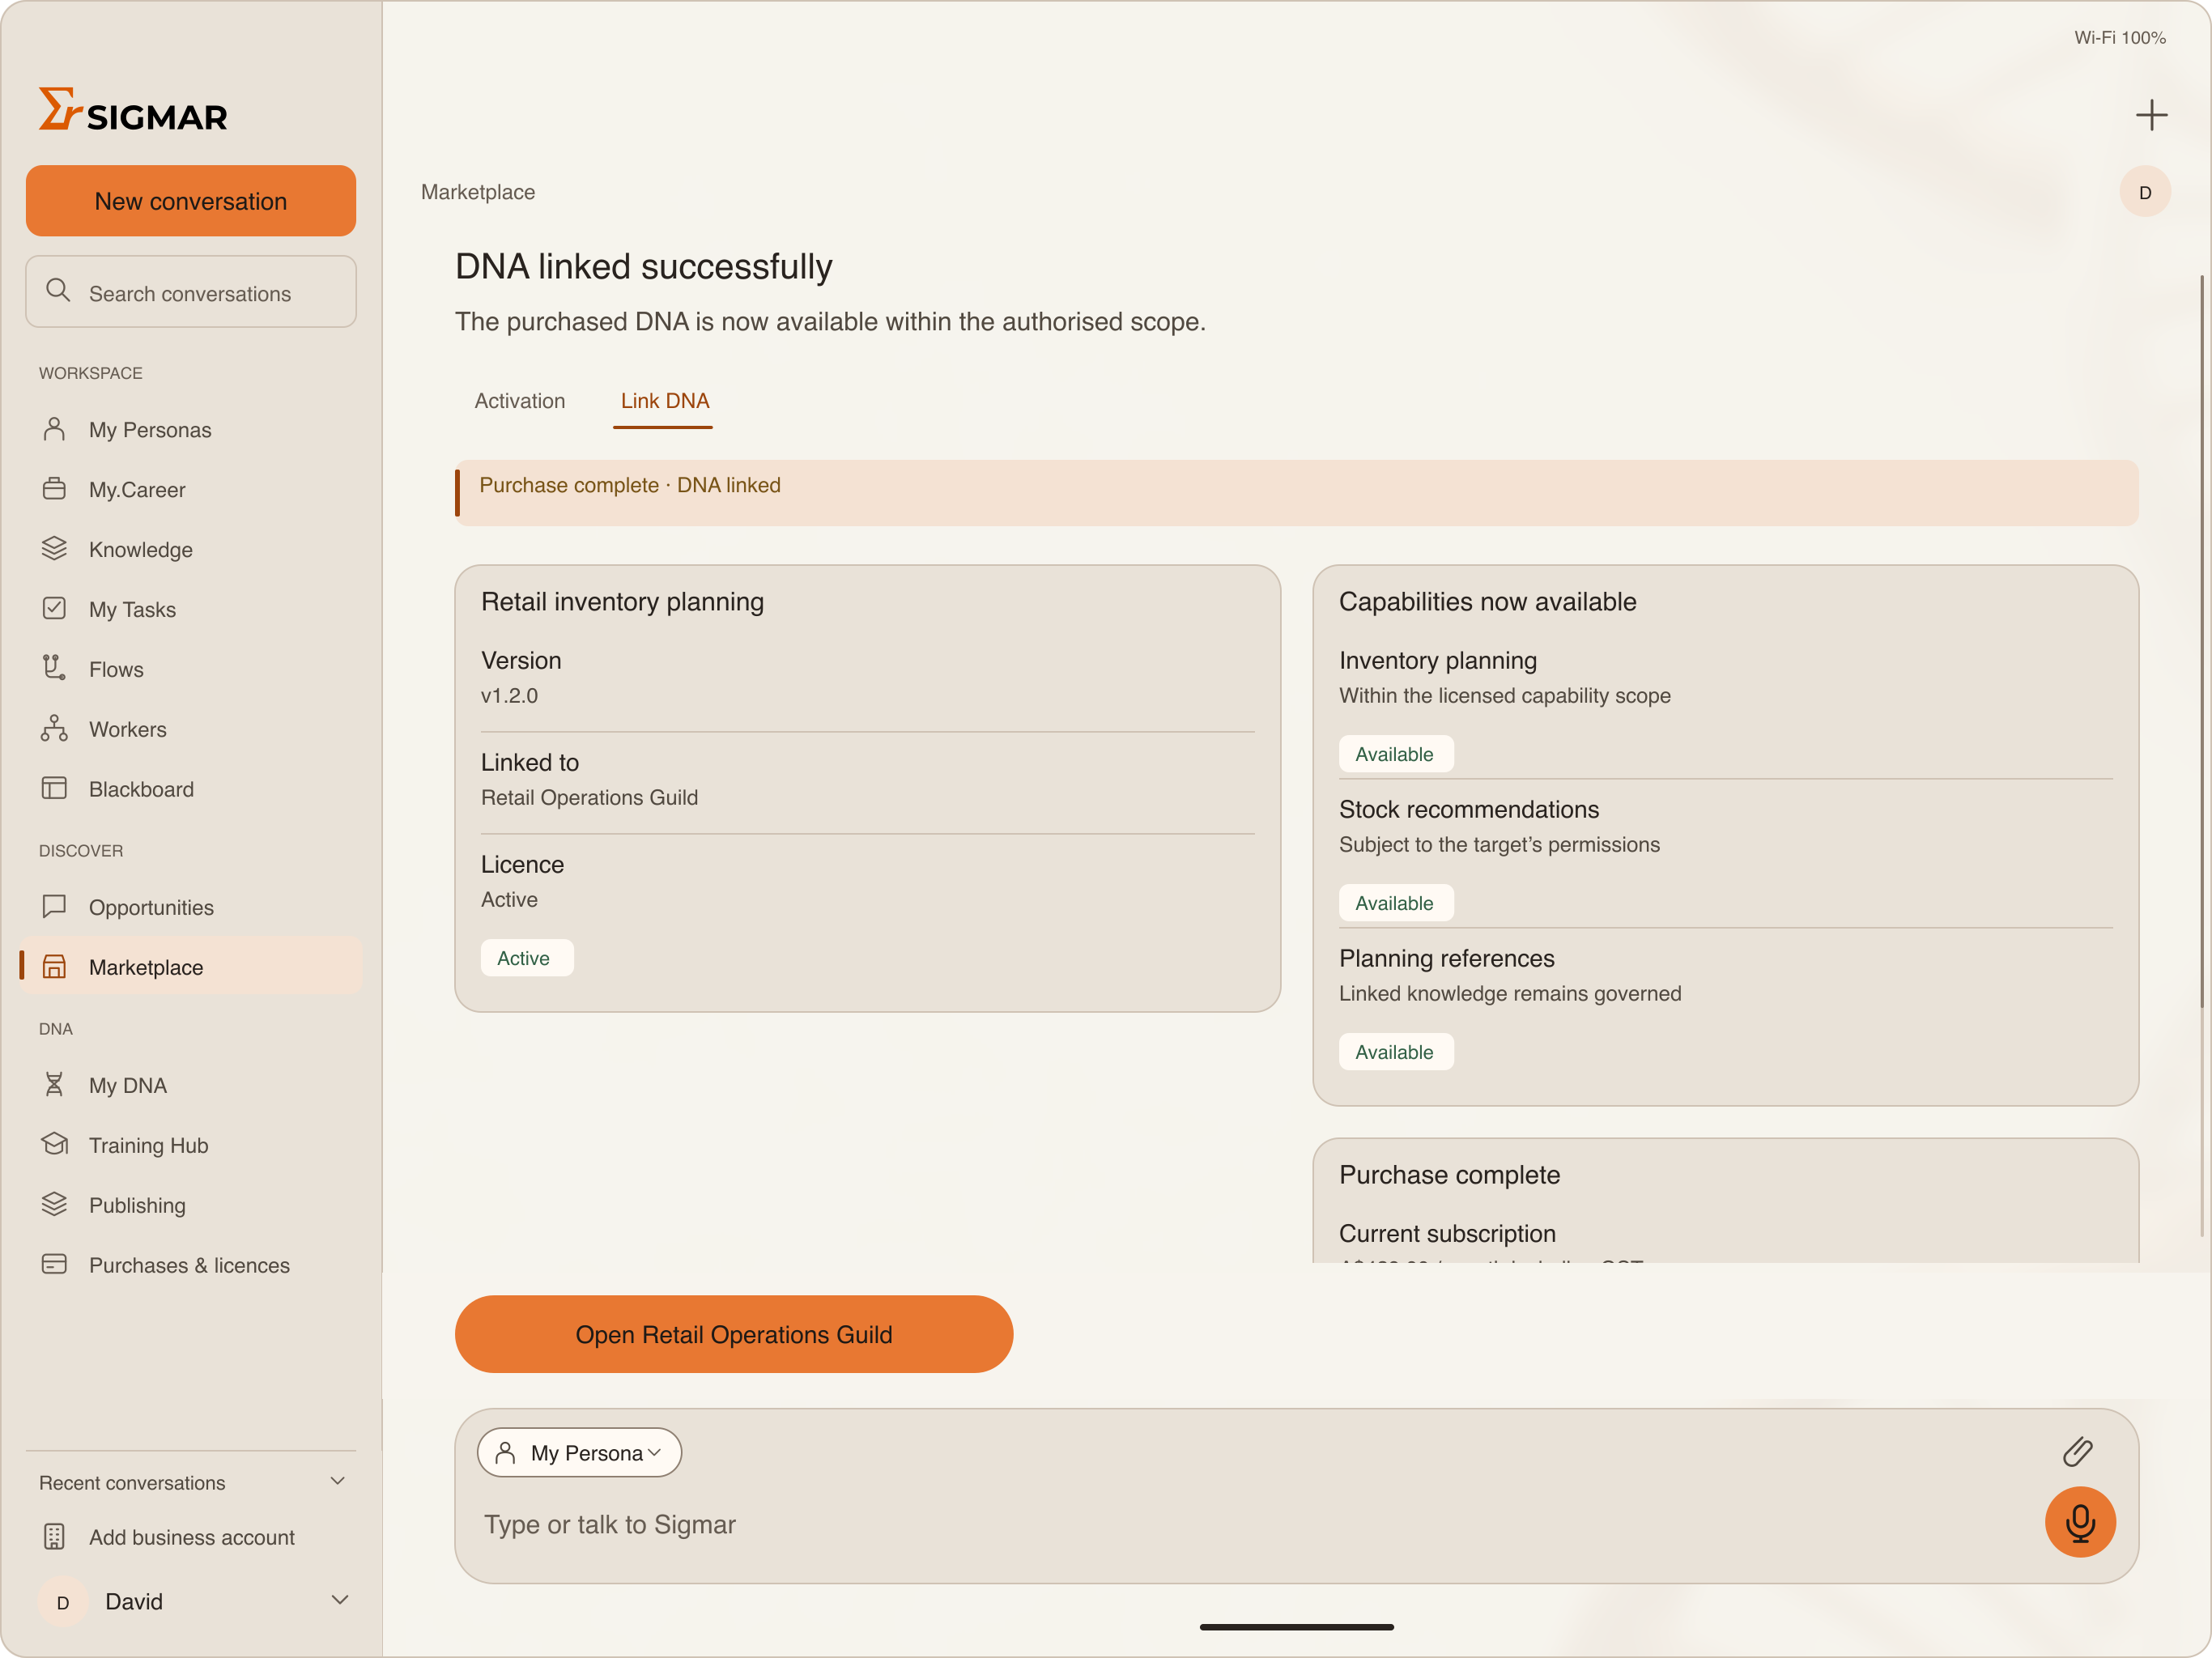 Wi-Fi 100%
SIGMAR
New conversation
Search conversations
WORKSPACE
My Personas
My.Career
Knowledge
My Tasks
Flows
Workers
Blackboard
DISCOVER
Opportunities
Marketplace
DNA
My DNA
Training Hub
Publishing
Purchases & licences
Recent conversations
Add business account
D
David
Marketplace
D
DNA linked successfully
The purchased DNA is now available within the authorised scope.
Activation
Link DNA
Purchase complete · DNA linked
Retail inventory planning
Version
v1.2.0
Linked to
Retail Operations Guild
Licence
Active
Active
Capabilities now available
Inventory planning
Within the licensed capability scope
Available
Stock recommendations
Subject to the target’s permissions
Available
Planning references
Linked knowledge remains governed
Available
Purchase complete
Current subscription
Open Retail Operations Guild
My Persona
Type or talk to Sigmar